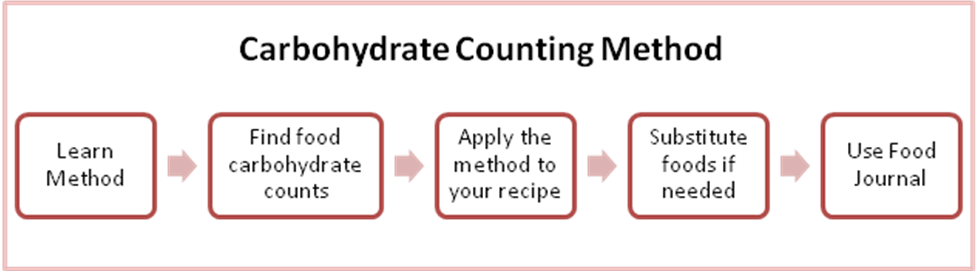 Carbohydrate Counting Method
Learn
Method
Find food
carbohydrate
counts
Apply the
method to
your recipe
Substitute
foods if
needed
Use Food
Journal